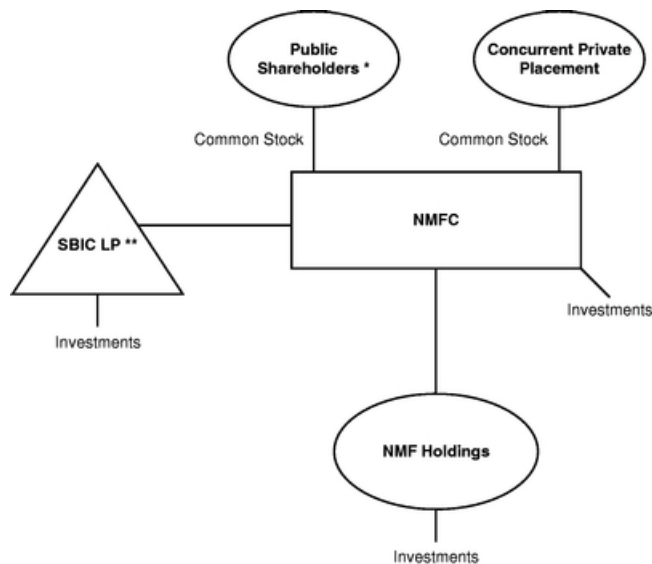 Public
Shareholders *
Concurrent Private
Placement
Common Stock
Common Stock
NMFC
SBIC LP **
Investments
Investments
NMF Holdings
Investments